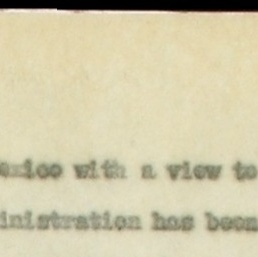 exico with a view to
inistration has been